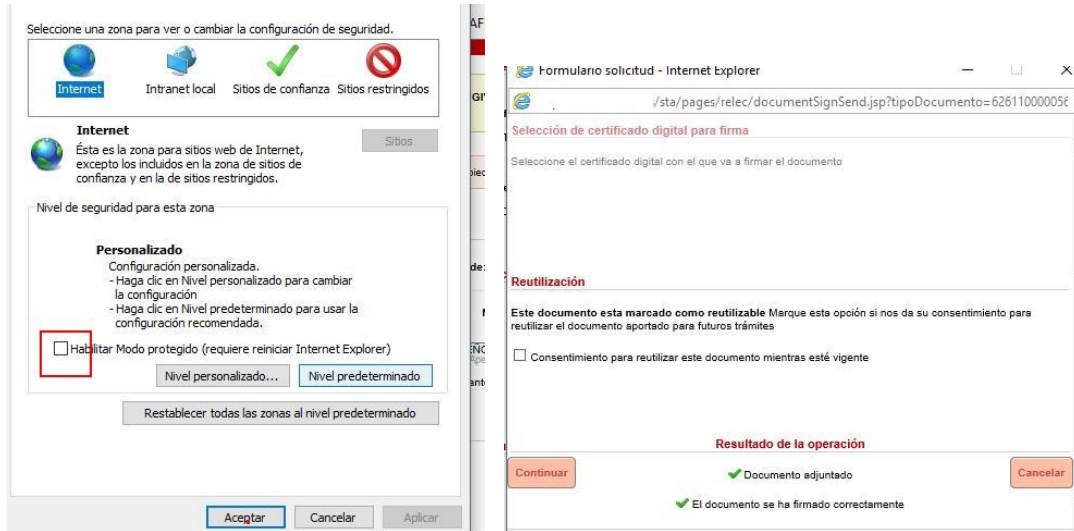 Seleccione una zona para ver o cambiar la configuración de seguridad.
Internet
Intranet local
Sitios de confianza
Sitios restringidos
Internet
Ésta es la zona para sitios web de Internet,
excepto los incluidos en la zona de sitios de
confianza y en la de sitios restringidos.
Sitios
Nivel de seguridad para esta zona
Personalizado
Configuración personalizada.
- Haga clic en Nivel personalizado para cambiar
la configuración
- Haga clic en Nivel predeterminado para usar la
configuración recomendada.
Habilitar Modo protegido (requiere reiniciar Internet Explorer)
Nivel personalizado...
Nivel predeterminado
Restablecer todas las zonas al nivel predeterminado
Aceptar
Cancelar
Aplicar
Formulario solicitud - Internet Explorer
/sta/pages/relec/documentSignSend.jsp?tipoDocumento=6261100005
Selección de certificado digital para firma
Seleccione el certificado digital con el que va a firmar el documento
Reutilización
Este documento esta marcado como reutilizable Marque esta opción si nos da su consentimiento para
reutilizar el documento aportado para futuros trámites
Consentimiento para reutilizar este documento mientras esté vigente
Resultado de la operación
Continuar
Documento adjuntado
Cancelar
El documento se ha firmado correctamente